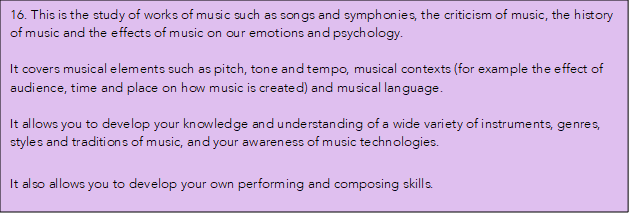 16. This is the study of works of music such as songs and symphonies, the criticism of music, the history
of music and the effects of music on our emotions and psychology.
It covers musical elements such as pitch, tone and tempo, musical contexts (for example the effect of
audience, time and place on how music is created) and musical language.
It allows you to develop your knowledge and understanding of a wide variety of instruments, genres,
styles and traditions of music, and your awareness of music technologies.
It also allows you to develop your own performing and composing skills.